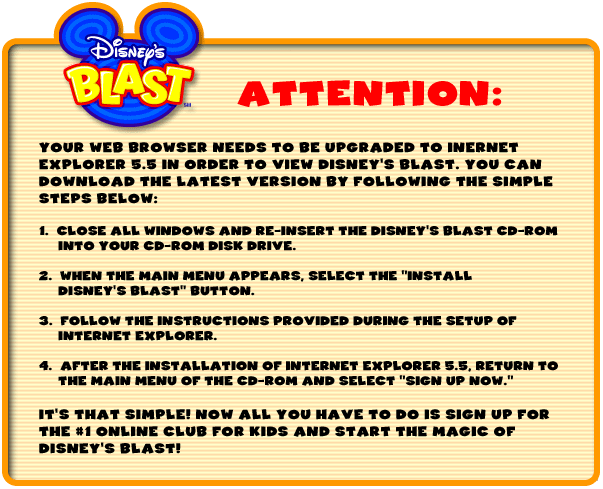 Disney's
BLAST
SM
ATTENTION:
YOUR WEB BROWSER NEEDS TO BE UPGRADED TO INERNET
EXPLORER 5.5 IN ORDER TO VIEW DISNEY'S BLAST. YOU CAN
DOWNLOAD THE LATEST VERSION BY FOLLOWING THE SIMPLE
STEPS BELOW:
1. CLOSE ALL WINDOWS AND RE-INSERT THE DISNEY'S BLAST CD-ROM
INTO YOUR CD-ROM DISK DRIVE.
2. WHEN THE MAIN MENU APPEARS, SELECT THE "INSTALL
DISNEY'S BLAST" BUTTON.
3. FOLLOW THE INSTRUCTIONS PROVIDED DURING THE SETUP OF
INTERNET EXPLORER.
4. AFTER THE INSTALLATION OF INTERNET EXPLORER 5.5, RETURN TO
THE MAIN MENU OF THE CD-ROM AND SELECT "SIGN UP NOW."
IT'S THAT SIMPLE! NOW ALL YOU HAVE TO DO IS SIGN UP FOR
THE #1 ONLINE CLUB FOR KIDS AND START THE MAGIC OF
DISNEY'S BLAST!